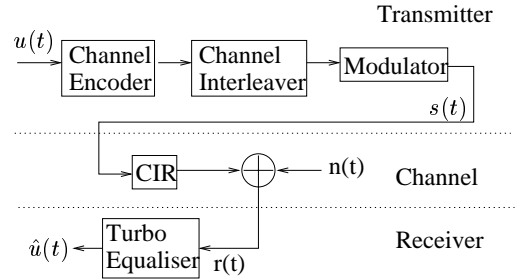 Transmitter
u(t)
Channel
Encoder
Channel
Interleaver
Modulator
s(t)
CIR
n(t)
Channel
Turbo
Equaliser
û(t)
r(t)
Receiver